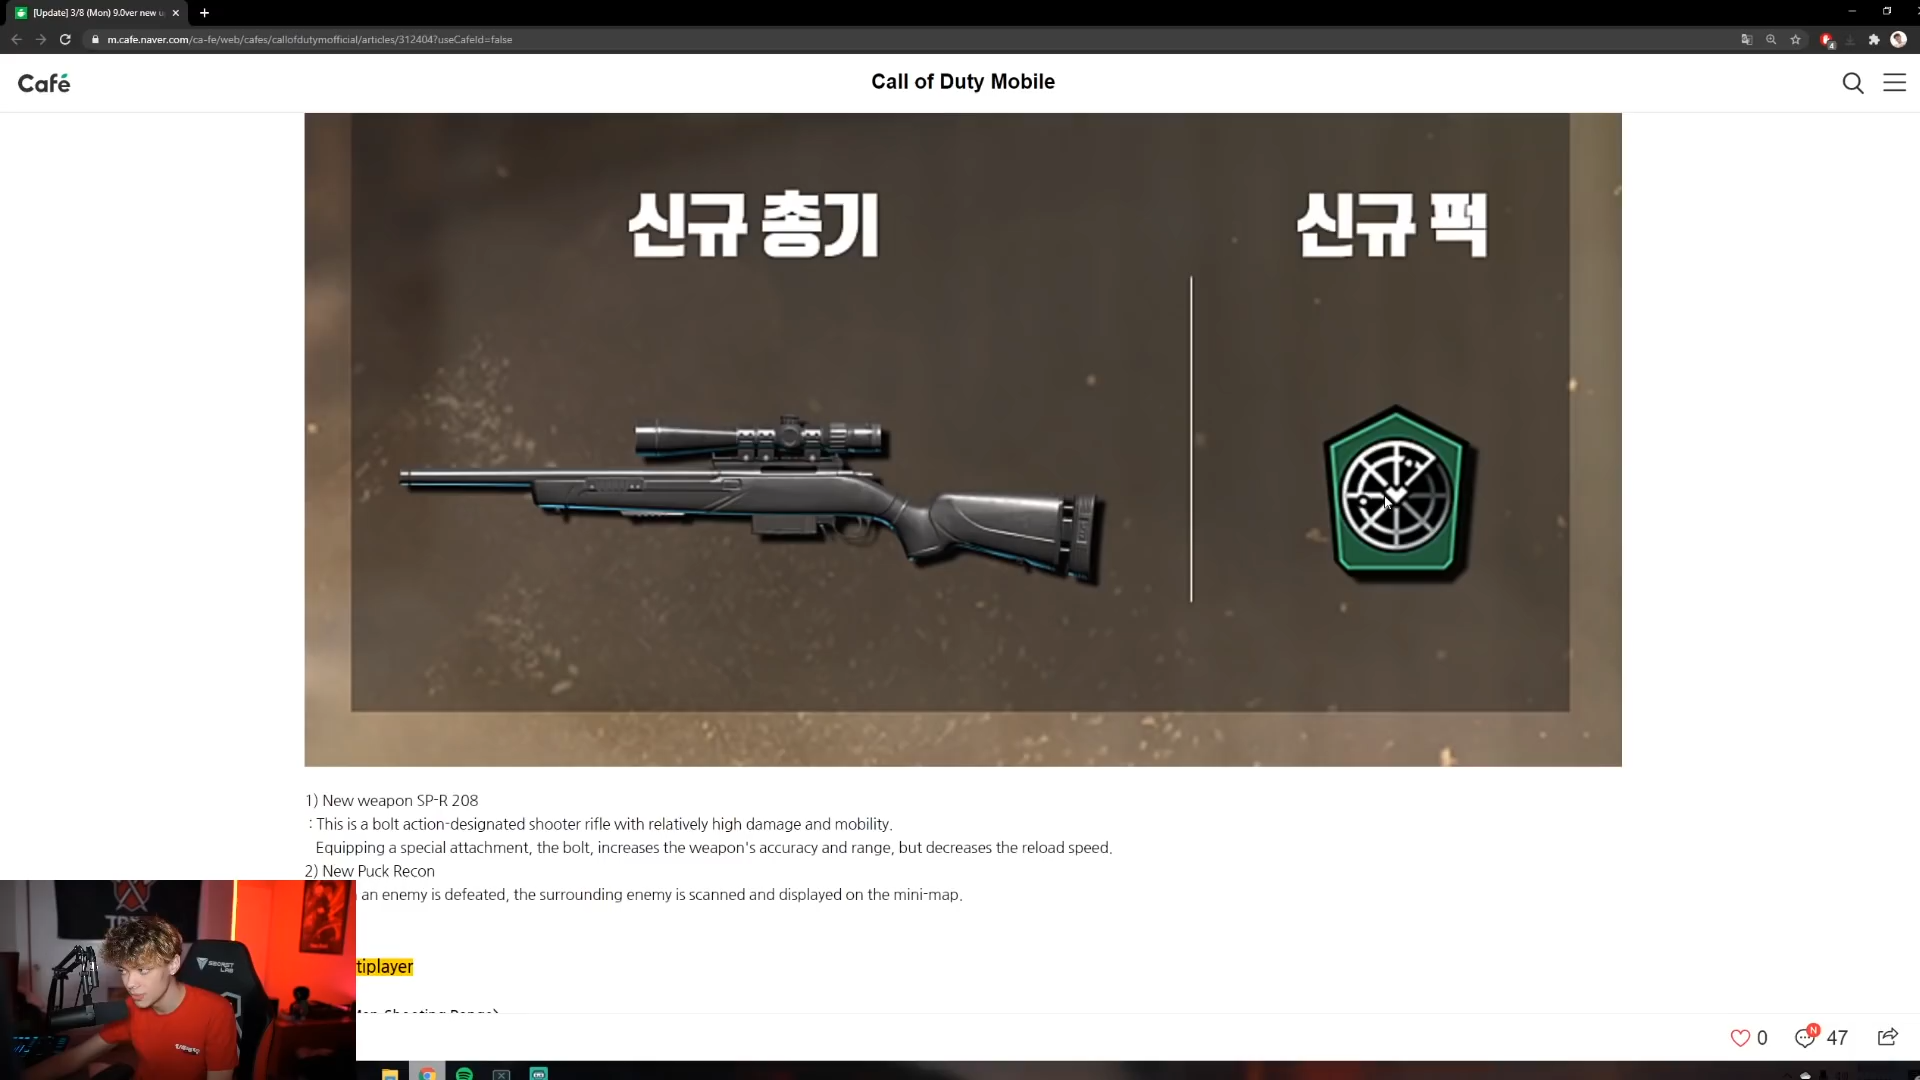 [Update] 3/8 (Mon) 9.0ver new
m.cafe.naver.com/ca-fe/web/cafes/callofdutymofficial/articles/312404?useCafeId=false
Café
Call of Duty Mobile
신규 총기
신규 퍽
1) New weapon SP-R 208
: This is a bolt action-designated shooter rifle with relatively high damage and mobility.
Equipping a special attachment, the bolt, increases the weapon's accuracy and range, but decreases the reload speed.
2) New Puck Recon
an enemy is defeated, the surrounding enemy is scanned and displayed on the mini-map.
tiplayer
SECRET LAB
0
N
47
4